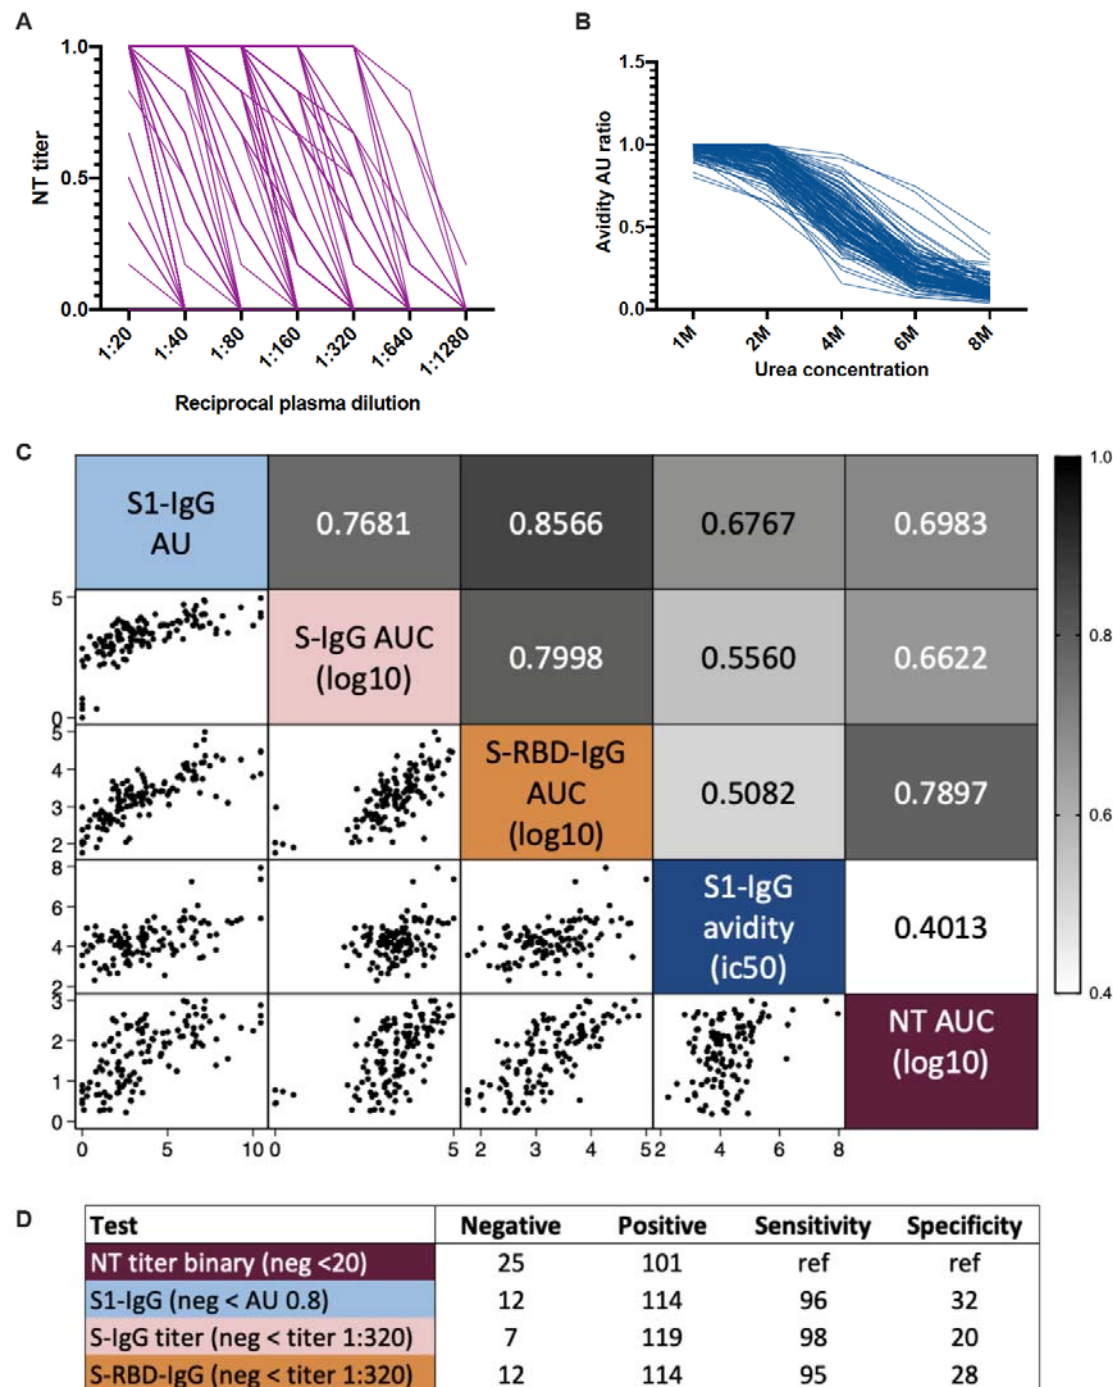 A
NT titer
1.0
0.5
0.0
1:20 1:40 1:80 1:160 1:320 1:640 1:1280
Reciprocal plasma dilution
B
Avidity AU ratio
1.5
1.0
0.5
0.0
1M 2M 4M 6M 8M
Urea concentration
C
S1-IgG
AU
0.7681 0.8566 0.6767 0.6983
5
0
S-IgG AUC
(log10)
0.7998 0.5560 0.6622
5
4
3
2
S-RBD-IgG
AUC
(log10)
0.5082 0.7897
8
6
4
2
S1-IgG
avidity
(ic50)
0.4013
3
2
1
0
NT AUC
(log10)
0 5 10 0 5 2 3 4 5 2 4 6 8
1.0
0.8
0.6
0.4
D
Test Negative Positive Sensitivity Specificity
NT titer binary (neg <20) 25 101 ref ref
S1-IgG (neg < AU 0.8) 12 114 96 32
S-IgG titer (neg < titer 1:320) 7 119 98 20
S-RBD-IgG (neg < titer 1:320) 12 114 95 28